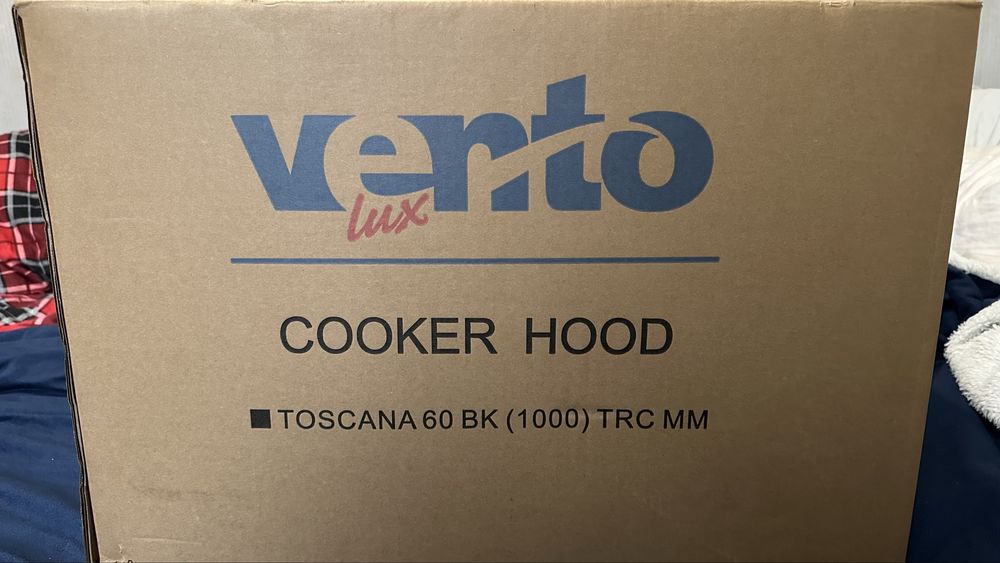 vento
lux
COOKER HOOD
■ TOSCANA 60 BK (1000) TRC MM